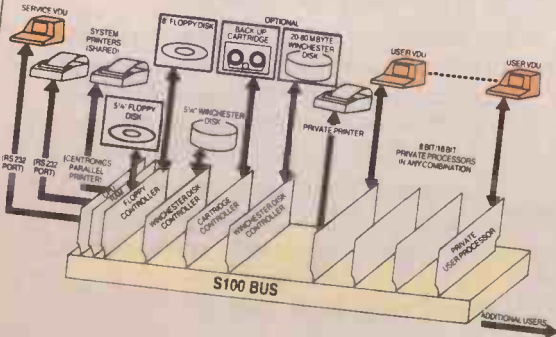 SERVICE VDU
SYSTEM
PRINTERS
(SHARED)
OPTIONAL
8" FLOPPY DISK
BACK UP
CARTRIDGE
20-80 MBYTE
WINCHESTER
DISK
USER VDU
USER VDU
5¼" FLOPPY
DISK
5¼" WINCHESTER
DISK
PRIVATE PRINTER
8 BIT/16 BIT
PRIVATE PROCESSORS
IN ANY COMBINATION
(RS 232
PORT)
(RS 232
PORT)
(CENTRONICS
PARALLEL
PRINTER)
RAM
FLOPPY
CONTROLLER
WINCHESTER DISK
CONTROLLER
CARTRIDGE
CONTROLLER
WINCHESTER DISK
CONTROLLER
PRIVATE
USER PROCESSOR
S100 BUS
ADDITIONAL USERS